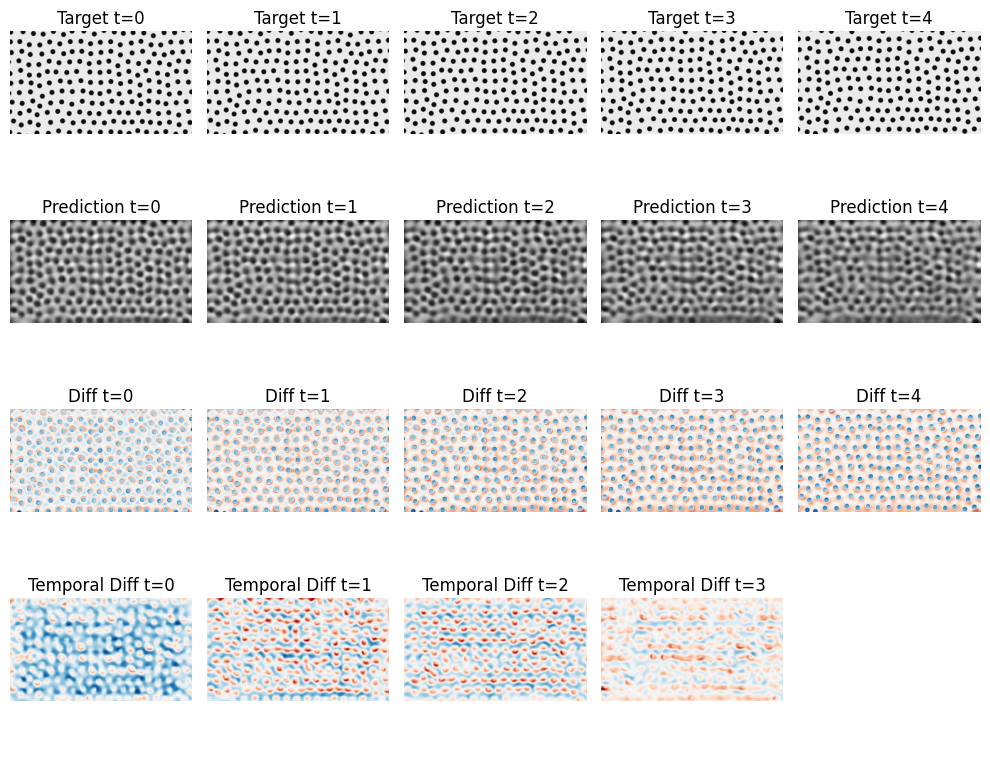 Target t=0 Target t=1 Target t=2 Target t=3 Target t=4
Prediction t=0 Prediction t=1 Prediction t=2 Prediction t=3 Prediction t=4
Diff t=0 Diff t=1 Diff t=2 Diff t=3 Diff t=4
Temporal Diff t=0 Temporal Diff t=1 Temporal Diff t=2 Temporal Diff t=3